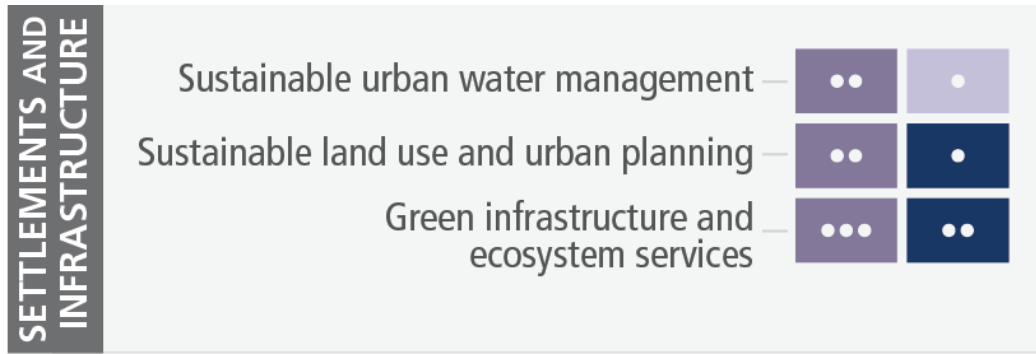 SETTLEMENTS AND
INFRASTRUCTURE
Sustainable urban water management
Sustainable land use and urban planning
Green infrastructure and
ecosystem services